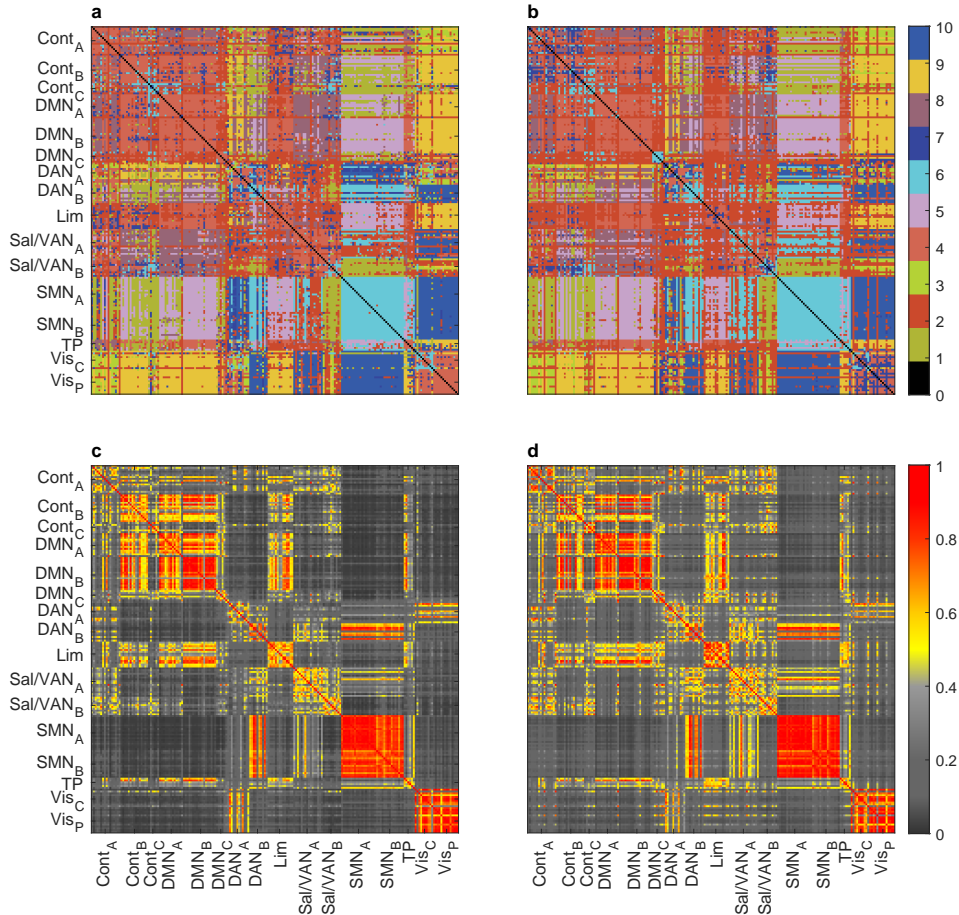 a
b
Cont_A
Cont_B
Cont_C
DMN_A
DMN_B
DMN_C
DAN_A
DAN_B
Lim
Sal/VAN_A
Sal/VAN_B
SMN_A
SMN_B
TP
Vis_C
Vis_P
10
9
8
7
6
5
4
3
2
1
0
c
d
Cont_A
Cont_B
Cont_C
DMN_A
DMN_B
DMN_C
DAN_A
DAN_B
Lim
Sal/VAN_A
Sal/VAN_B
SMN_A
SMN_B
TP
Vis_C
Vis_P
1
0.8
0.6
0.4
0.2
0
Cont_A
Cont_B
Cont_C
DMN_A
DMN_B
DMN_C
DAN_A
DAN_B
Lim
Sal/VAN_A
Sal/VAN_B
SMN_A
SMN_B
TP
Vis_C
Vis_P
Cont_A
Cont_B
Cont_C
DMN_A
DMN_B
DMN_C
DAN_A
DAN_B
Lim
Sal/VAN_A
Sal/VAN_B
SMN_A
SMN_B
TP
Vis_C
Vis_P